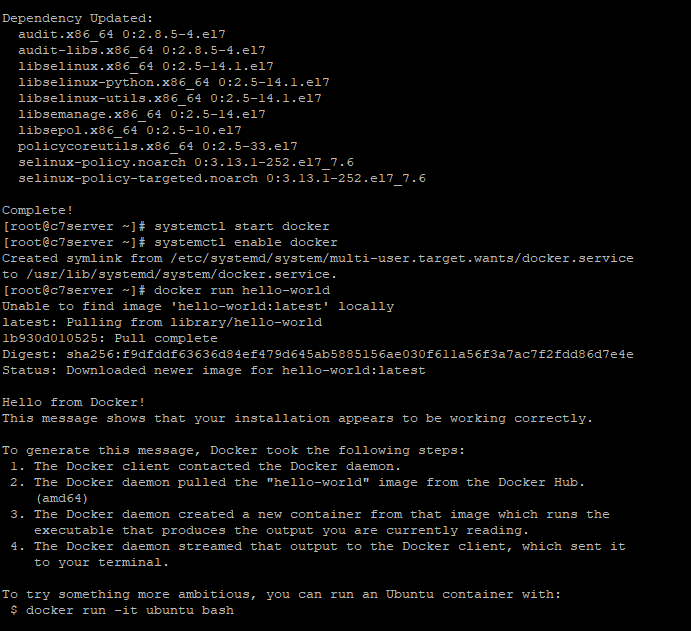 Dependency Updated:
  audit.x86_64 0:2.8.5-4.el7
  audit-libs.x86_64 0:2.8.5-4.el7
  libselinux.x86_64 0:2.5-14.1.el7
  libselinux-python.x86_64 0:2.5-14.1.el7
  libselinux-utils.x86_64 0:2.5-14.1.el7
  libsemanage.x86_64 0:2.5-14.el7
  libsepol.x86_64 0:2.5-10.el7
  policycoreutils.x86_64 0:2.5-33.el7
  selinux-policy.noarch 0:3.13.1-252.el7_7.6
  selinux-policy-targeted.noarch 0:3.13.1-252.el7_7.6

Complete!
[root@c7server ~]# systemctl start docker
[root@c7server ~]# systemctl enable docker
Created symlink from /etc/systemd/system/multi-user.target.wants/docker.service
to /usr/lib/systemd/system/docker.service.
[root@c7server ~]# docker run hello-world
Unable to find image 'hello-world:latest' locally
latest: Pulling from library/hello-world
1b930d010525: Pull complete
Digest: sha256:f9dfddf63636d84ef479d645ab5885156ae030f611a56f3a7ac7f2fdd86d7e4e
Status: Downloaded newer image for hello-world:latest

Hello from Docker!
This message shows that your installation appears to be working correctly.

To generate this message, Docker took the following steps:
 1. The Docker client contacted the Docker daemon.
 2. The Docker daemon pulled the "hello-world" image from the Docker Hub.
    (amd64)
 3. The Docker daemon created a new container from that image which runs the
    executable that produces the output you are currently reading.
 4. The Docker daemon streamed that output to the Docker client, which sent it
    to your terminal.

To try something more ambitious, you can run an Ubuntu container with:
 $ docker run -it ubuntu bash